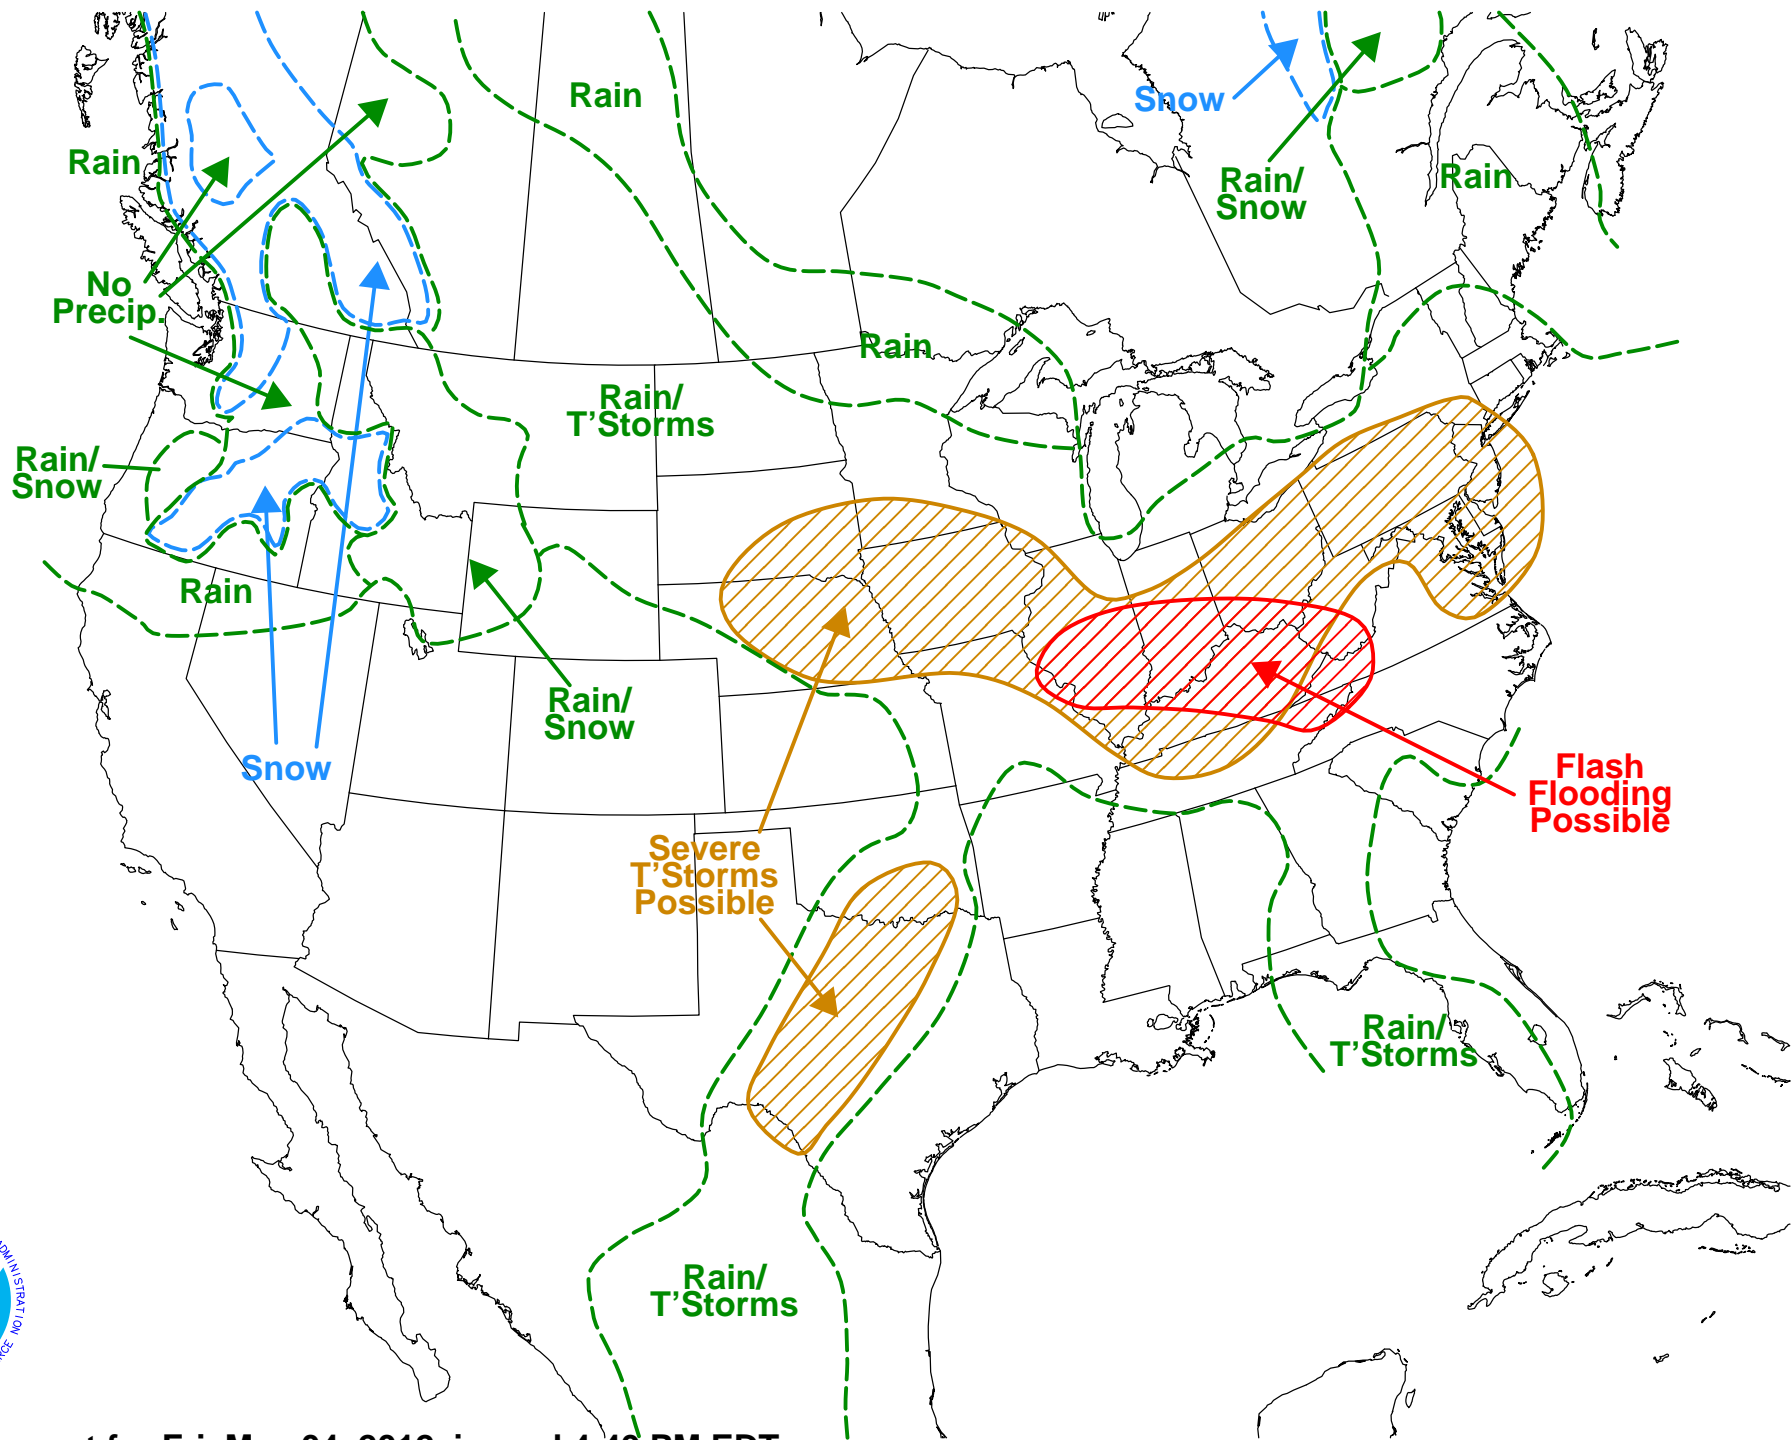 Rain
Snow
Rain
Rain/
Snow
Rain
No
Precip.
Rain
Rain/
T'Storms
Rain/
Snow
Rain
Rain/
Snow
Snow
Flash
Flooding
Possible
Severe
T'Storms
Possible
Rain/
T'Storms
Rain/
T'Storms
ADMINISTRATION